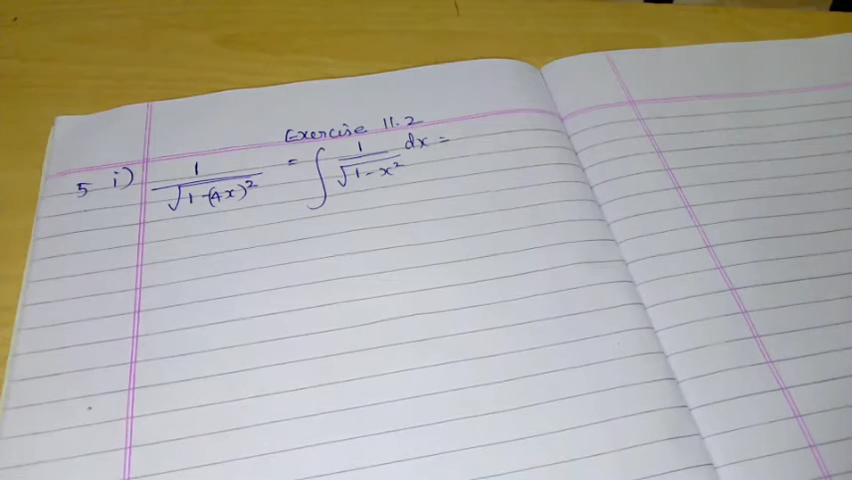 Exercise 11.2
5 i) 1/√1-(4x)² = ∫ 1/√1-x² dx =